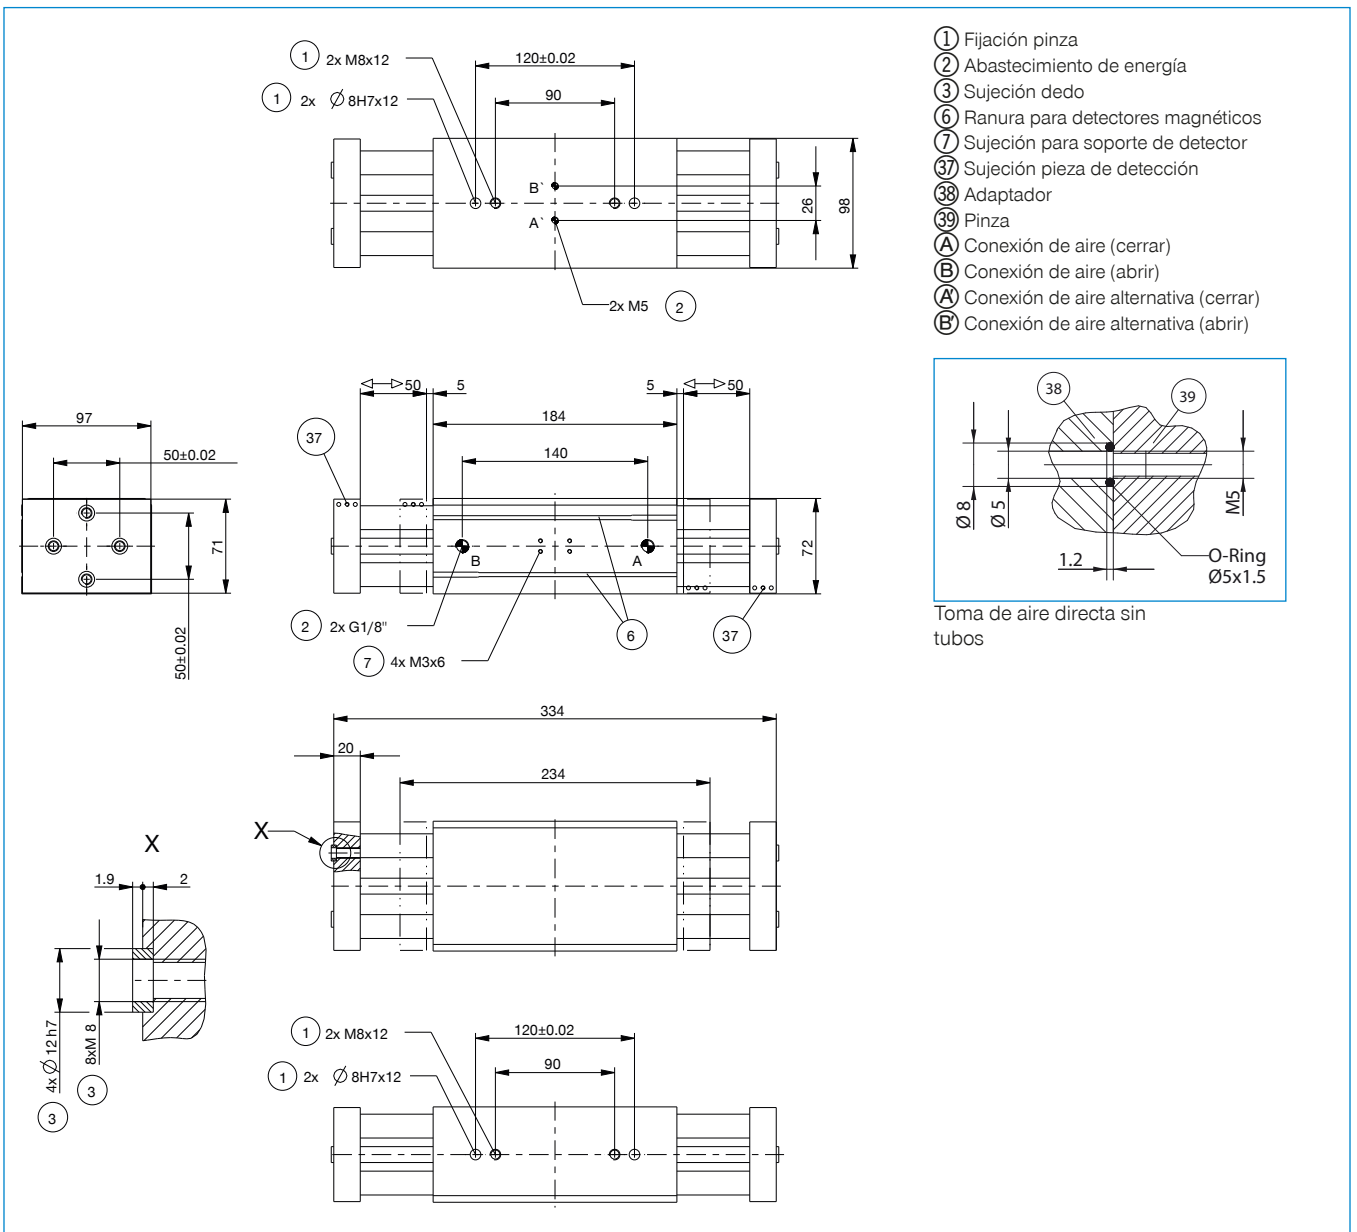 1 2x M8x12
120±0.02
1 2x Ø 8H7x12
90
B`
A`
26
98
2x M5 2
1 Fijación pinza
2 Abastecimiento de energía
3 Sujeción dedo
6 Ranura para detectores magnéticos
7 Sujeción para soporte de detector
37 Sujeción pieza de detección
38 Adaptador
39 Pinza
A Conexión de aire (cerrar)
B Conexión de aire (abrir)
A' Conexión de aire alternativa (cerrar)
B' Conexión de aire alternativa (abrir)
38
39
Ø 8
Ø 5
M5
1.2
O-Ring
Ø5x1.5
Toma de aire directa sin
tubos
97
50±0.02
71
50±0.02
50
5
5
50
184
37
140
B
A
72
2 2x G1/8"
6
37
7 4x M3x6
334
20
234
X
X
1.9
2
4x Ø 12 h7
3
8xM 8
3
1 2x M8x12
120±0.02
1 2x Ø 8H7x12
90